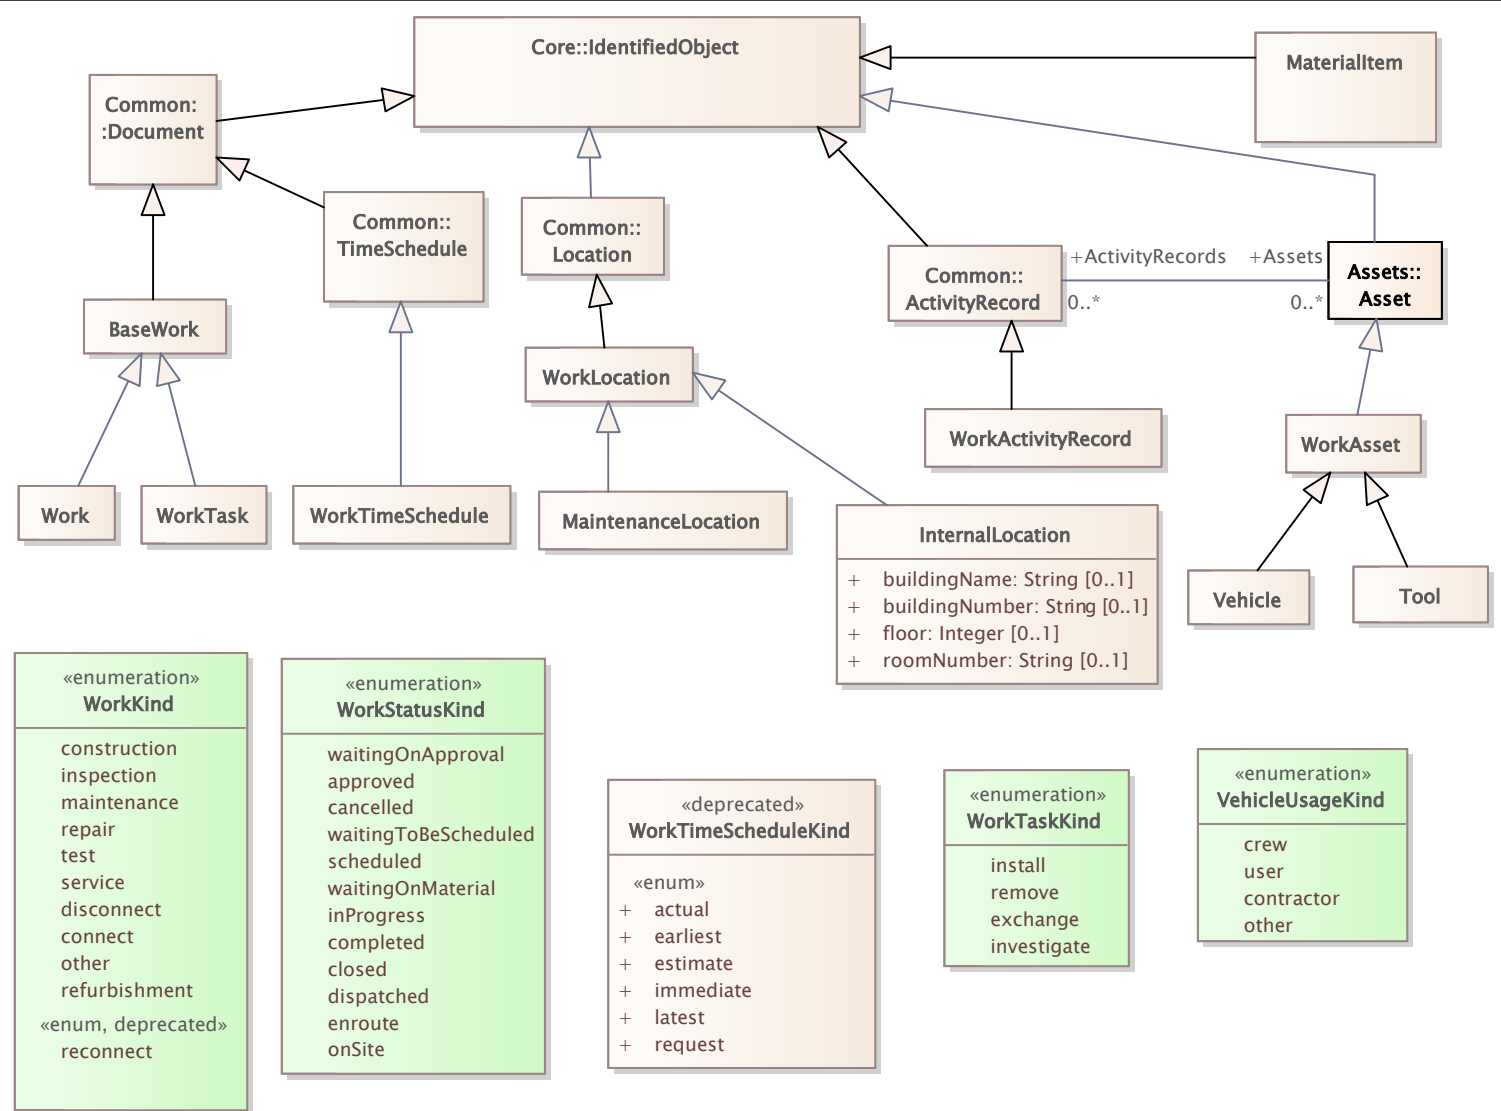 Core::IdentifiedObject
MaterialItem
Common:
:Document
Common::
TimeSchedule
Common::
Location
Common::
ActivityRecord
+ActivityRecords
0..*
+Assets
0..*
Assets::
Asset
BaseWork
WorkLocation
WorkActivityRecord
WorkAsset
Work
WorkTask
WorkTimeSchedule
MaintenanceLocation
InternalLocation
+ buildingName: String [0..1]
+ buildingNumber: String [0..1]
+ floor: Integer [0..1]
+ roomNumber: String [0..1]
Vehicle
Tool
«enumeration»
WorkKind
construction
inspection
maintenance
repair
test
service
disconnect
connect
other
refurbishment
«enum, deprecated»
reconnect
«enumeration»
WorkStatusKind
waitingOnApproval
approved
cancelled
waitingToBeScheduled
scheduled
waitingOnMaterial
inProgress
completed
closed
dispatched
enroute
onSite
«deprecated»
WorkTimeScheduleKind
«enum»
+ actual
+ earliest
+ estimate
+ immediate
+ latest
+ request
«enumeration»
WorkTaskKind
install
remove
exchange
investigate
«enumeration»
VehicleUsageKind
crew
user
contractor
other